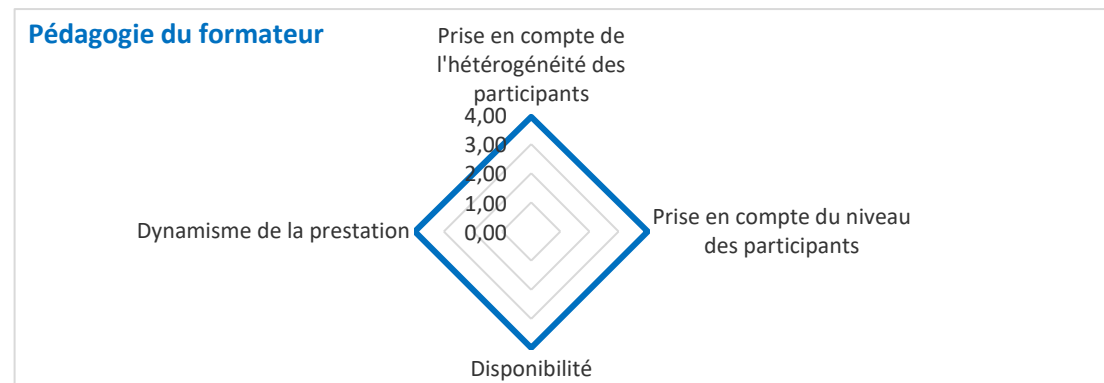 Pédagogie du formateur
Prise en compte de
l'hétérogénéité des
participants
4,00
3,00
2,00
1,00
0,00
Dynamisme de la prestation
Prise en compte du niveau
des participants
Disponibilité